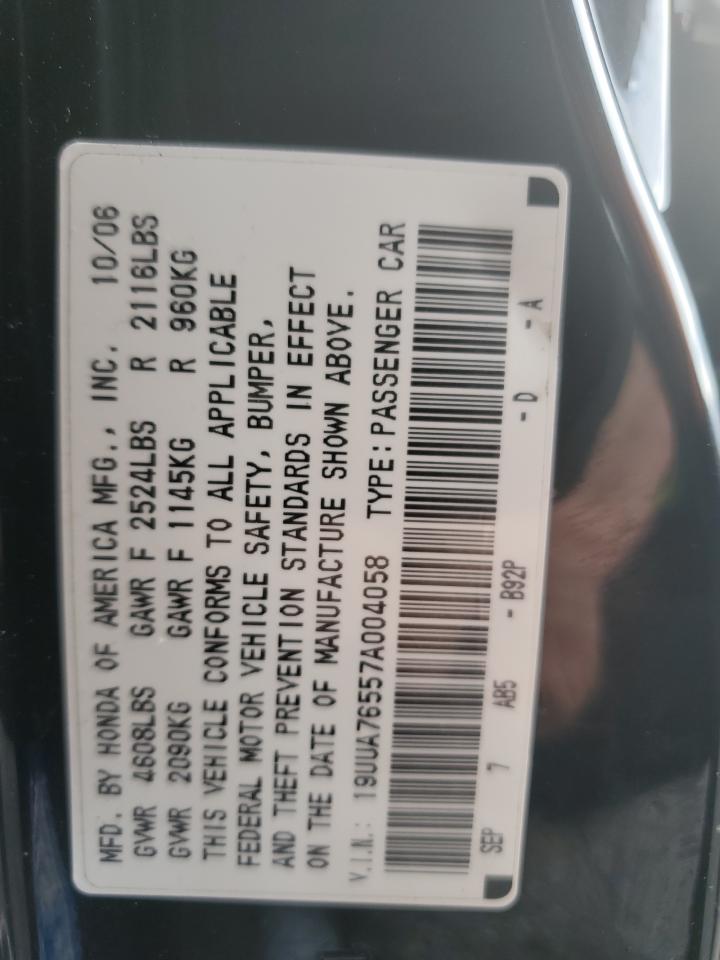 MFD. BY HONDA OF AMERICA MFG., INC. 10/06
GVWR 4608LBS GAWR F 2524LBS R 2116LBS
GVWR 2090KG GAWR F 1145KG R 960KG
THIS VEHICLE CONFORMS TO ALL APPLICABLE
FEDERAL MOTOR VEHICLE SAFETY, BUMPER,
AND THEFT PREVENTION STANDARDS IN EFFECT
ON THE DATE OF MANUFACTURE SHOWN ABOVE.
V.I.N.: 19UUA76557A004058 TYPE: PASSENGER CAR
SEP 7 AB5 - B92P - D - A